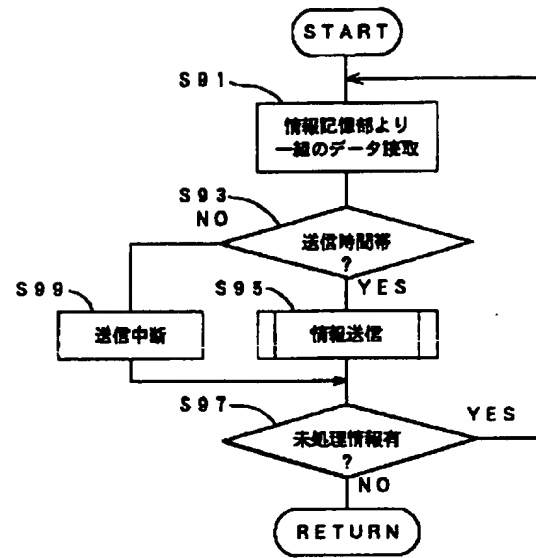 START
S91
情報記憶部より
一組のデータ読取
S93
NO
送信時間帯
?
YES
S99
S95
送信中断
情報送信
S97
YES
未処理情報有
?
NO
RETURN